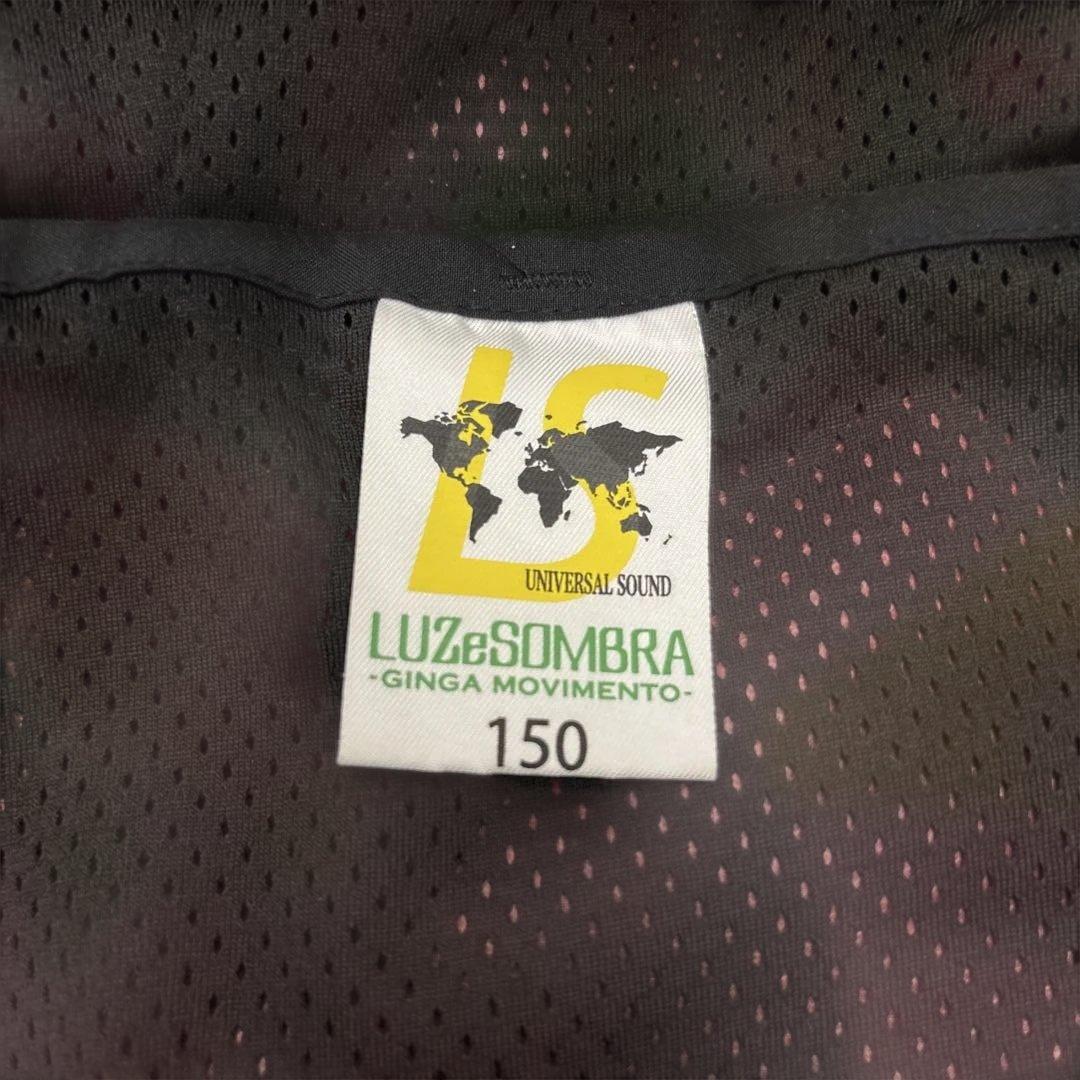 LS
UNIVERSAL SOUND
LUZeSOMBRA
-GINGA MOVIMENTO-
150